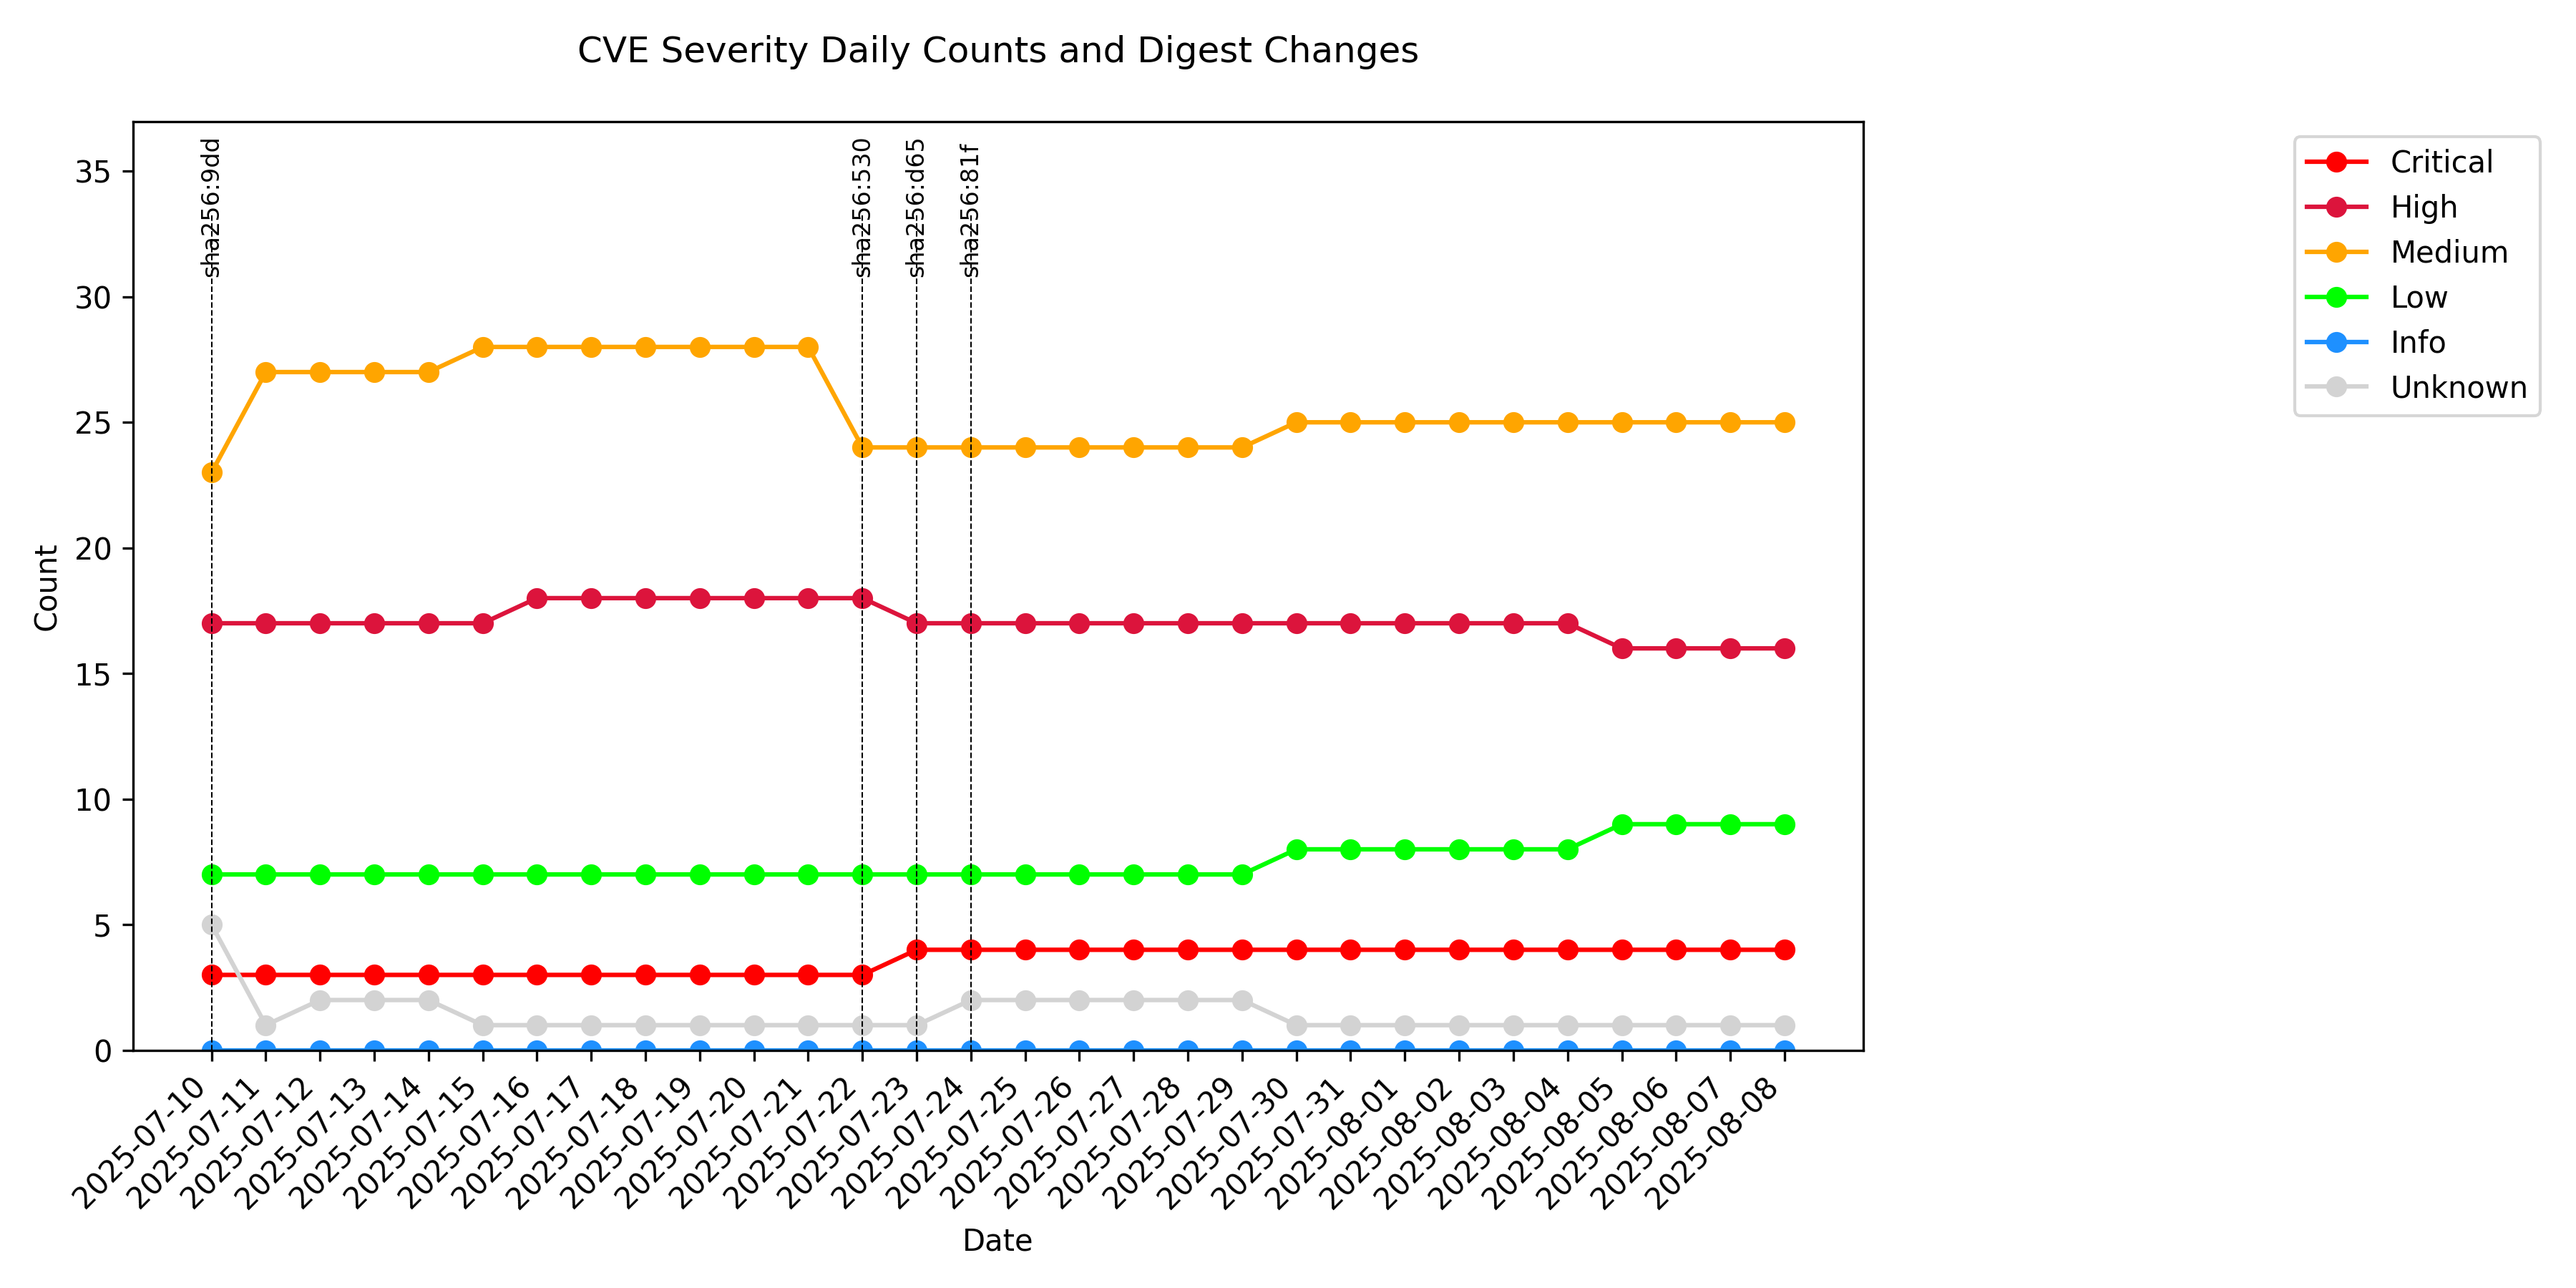 CVE Severity Daily Counts and Digest Changes
sha256:9dd
sha256:530
sha256:d65
sha256:81f
Critical
High
Medium
Low
Info
Unknown
Count
35
30
25
20
15
10
5
0
2025-07-10
2025-07-11
2025-07-12
2025-07-13
2025-07-14
2025-07-15
2025-07-16
2025-07-17
2025-07-18
2025-07-19
2025-07-20
2025-07-21
2025-07-22
2025-07-23
2025-07-24
2025-07-25
2025-07-26
2025-07-27
2025-07-28
2025-07-29
2025-07-30
2025-07-31
2025-08-01
2025-08-02
2025-08-03
2025-08-04
2025-08-05
2025-08-06
2025-08-07
2025-08-08
Date